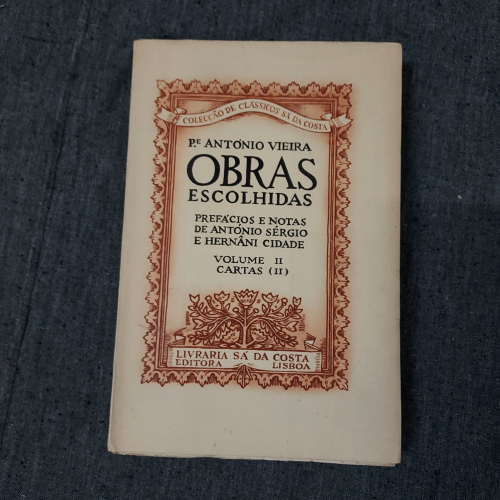 COLECÇÃO DE CLÁSSICOS SÁ DA COSTA
P.E ANTÓNIO VIEIRA
OBRAS
ESCOLHIDAS
PREFÁCIOS E NOTAS
DE ANTÓNIO SÉRGIO
E HERNÂNI CIDADE
VOLUME II
CARTAS (II)
LIVRARIA SÁ DA COSTA
EDITORA LISBOA